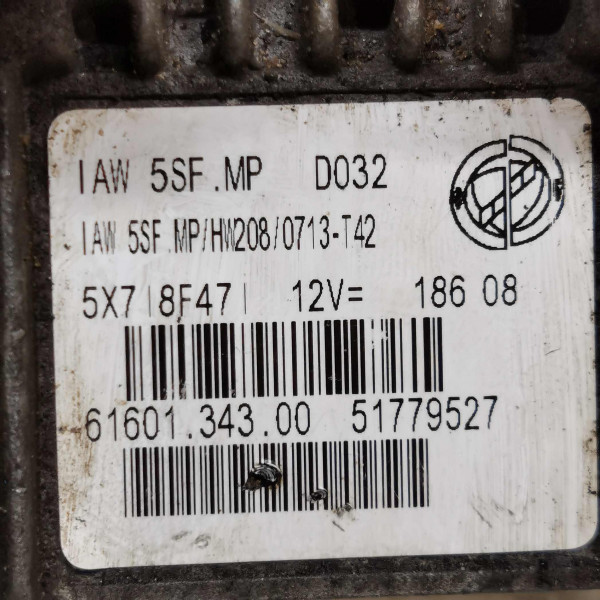 IAW 5SF.MP D032
IAW 5SF.MP/HW208/0713-T42
5X7|8F47| 12V= 186 08
61601.343.00 51779527